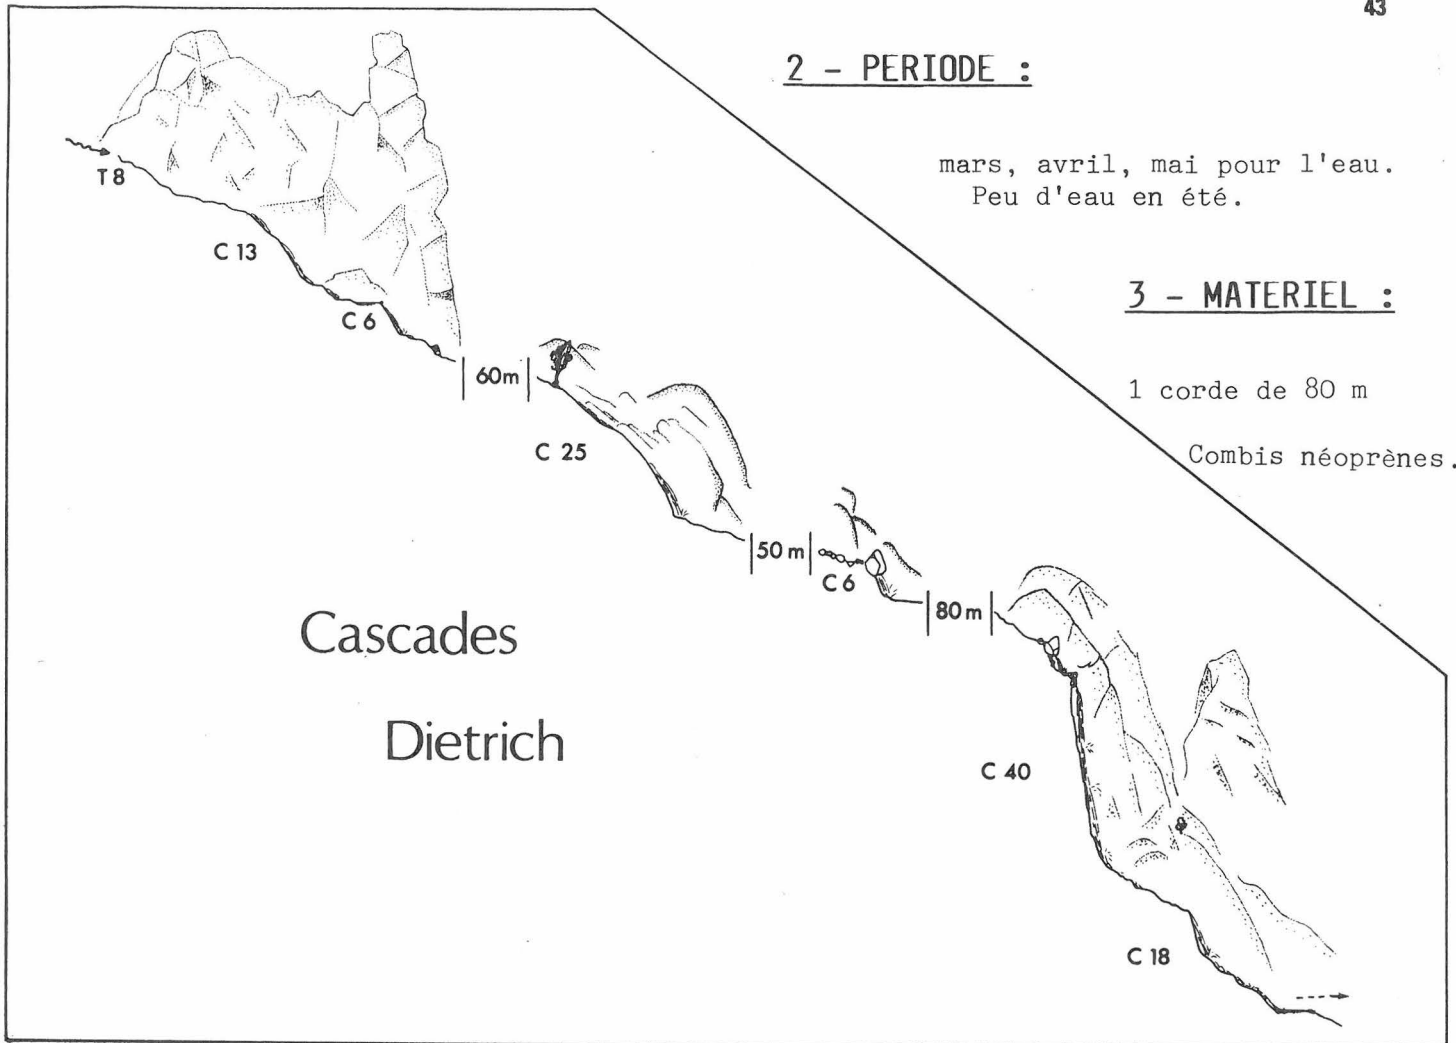 43
2 - PERIODE :
mars, avril, mai pour l'eau.
Peu d'eau en été.
3 - MATERIEL :
1 corde de 80 m
Combis néoprènes.
T8
C 13
C 6
60m
C 25
50 m
C 6
80 m
C 40
C 18
Cascades
Dietrich